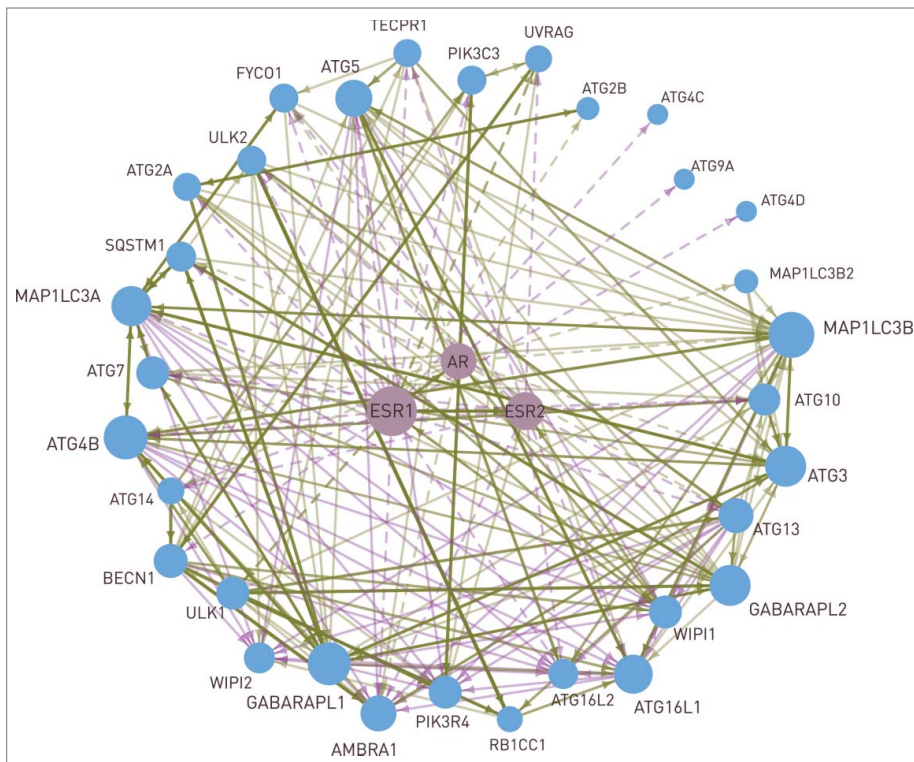 TECPR1
UVRAG
PIK3C3
FYCO1
ATG5
ATG2B
ATG4C
ULK2
ATG2A
ATG9A
ATG4D
SQSTM1
MAP1LC3B2
MAP1LC3A
MAP1LC3B
AR
ATG7
ATG10
ESR1
ESR2
ATG4B
ATG3
ATG14
ATG13
BECN1
ULK1
GABARAPL2
WIPI1
WIPI2
GABARAPL1
ATG16L2
ATG16L1
PIK3R4
AMBRA1
RB1CC1